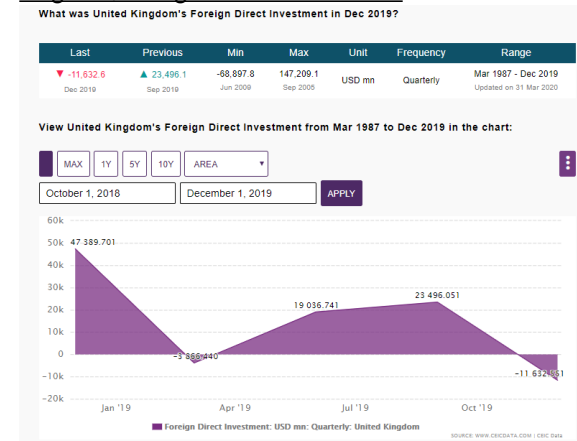 What was United Kingdom's Foreign Direct Investment in Dec 2019?
Last Previous Min Max Unit Frequency Range
▼ -11,632.6 ▲ 23,496.1 -68,897.8 147,209.1 USD mn Quarterly Mar 1987 - Dec 2019
Dec 2019 Sep 2019 Jun 2009 Sep 2005 Updated on 31 Mar 2020
View United Kingdom's Foreign Direct Investment from Mar 1987 to Dec 2019 in the chart:
MAX 1Y 5Y 10Y AREA
October 1, 2018 December 1, 2019 APPLY
60k
50k 47 389.701
40k
30k
20k 19 036.741 23 496.051
10k
0
-10k
-20k
Jan '19 Apr '19 Jul '19 Oct '19
Foreign Direct Investment: USD mn: Quarterly: United Kingdom
SOURCE: WWW.CEICDATA.COM | CEIC Data